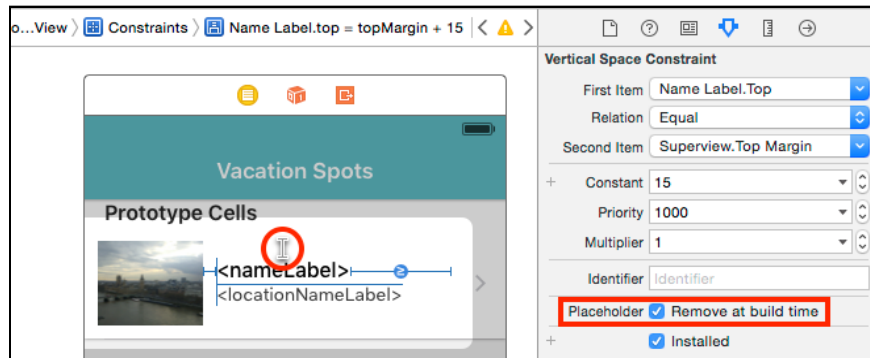 o...View 〉 Constraints 〉 Name Label.top = topMargin + 15 < >
Vertical Space Constraint
First Item Name Label.Top
Relation Equal
Second Item Superview.Top Margin
+ Constant 15
Priority 1000
Multiplier 1
Identifier Identifier
Placeholder Remove at build time
+ Installed
Vacation Spots
Prototype Cells
<nameLabel> ≥
<locationNameLabel>